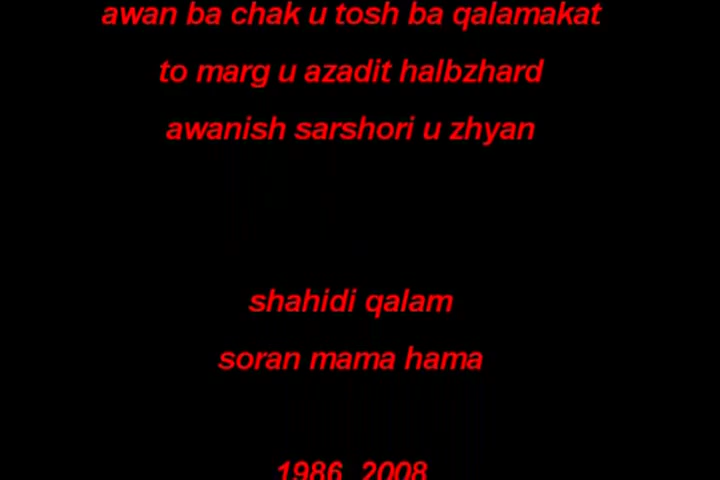 awan ba chak u tosh ba qalamakat
to marg u azadit halbzhard
awanish sarshori u zhyan
shahidi qalam
soran mama hama
1986 2008